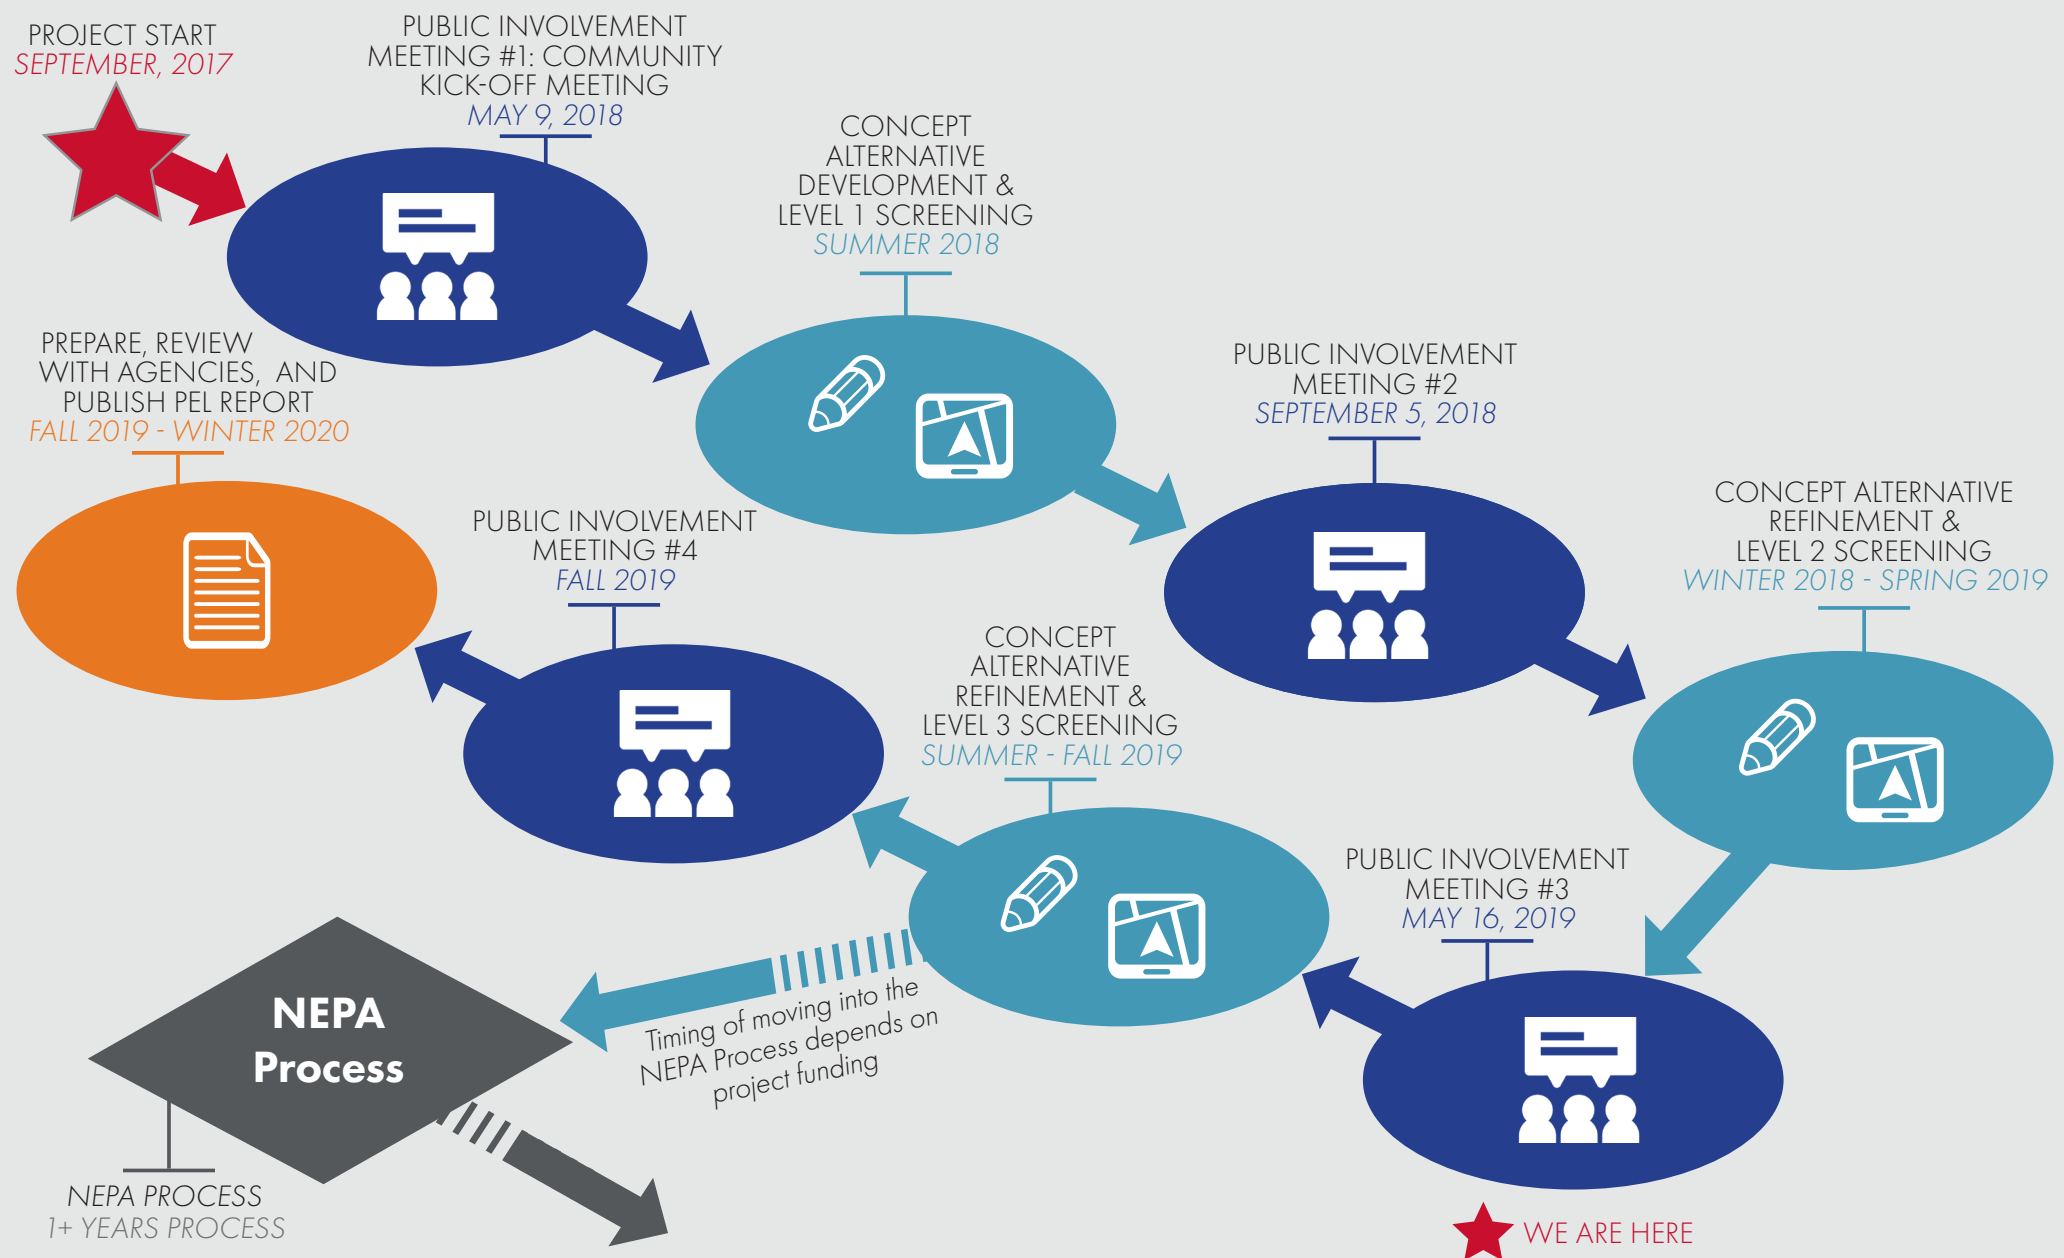 PROJECT START
SEPTEMBER, 2017
PUBLIC INVOLVEMENT
MEETING #1: COMMUNITY
KICK-OFF MEETING
MAY 9, 2018
CONCEPT
ALTERNATIVE
DEVELOPMENT &
LEVEL 1 SCREENING
SUMMER 2018
PUBLIC INVOLVEMENT
MEETING #2
SEPTEMBER 5, 2018
CONCEPT ALTERNATIVE
REFINEMENT &
LEVEL 2 SCREENING
WINTER 2018 - SPRING 2019
PUBLIC INVOLVEMENT
MEETING #3
MAY 16, 2019
WE ARE HERE
CONCEPT
ALTERNATIVE
REFINEMENT &
LEVEL 3 SCREENING
SUMMER - FALL 2019
PUBLIC INVOLVEMENT
MEETING #4
FALL 2019
PREPARE, REVIEW
WITH AGENCIES, AND
PUBLISH PEL REPORT
FALL 2019 - WINTER 2020
Timing of moving into the
NEPA Process depends on
project funding
NEPA
Process
NEPA PROCESS
1+ YEARS PROCESS